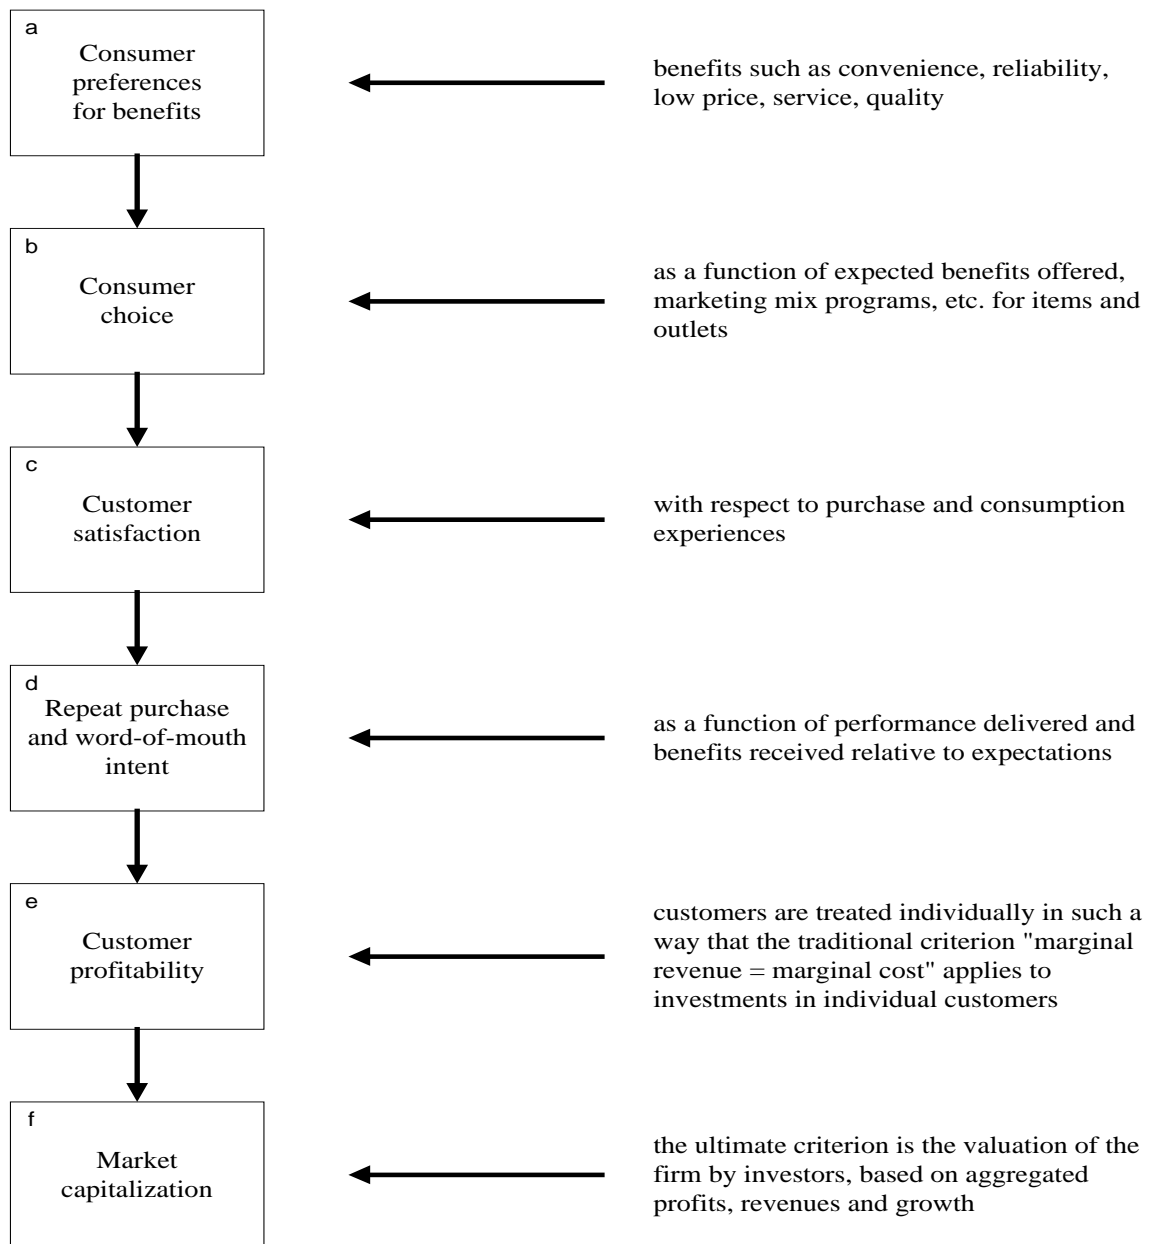 a
Consumer
preferences
for benefits
benefits such as convenience, reliability,
low price, service, quality
b
Consumer
choice
as a function of expected benefits offered,
marketing mix programs, etc. for items and
outlets
c
Customer
satisfaction
with respect to purchase and consumption
experiences
d
Repeat purchase
and word-of-mouth
intent
as a function of performance delivered and
benefits received relative to expectations
e
Customer
profitability
customers are treated individually in such a
way that the traditional criterion "marginal
revenue = marginal cost" applies to
investments in individual customers
f
Market
capitalization
the ultimate criterion is the valuation of the
firm by investors, based on aggregated
profits, revenues and growth